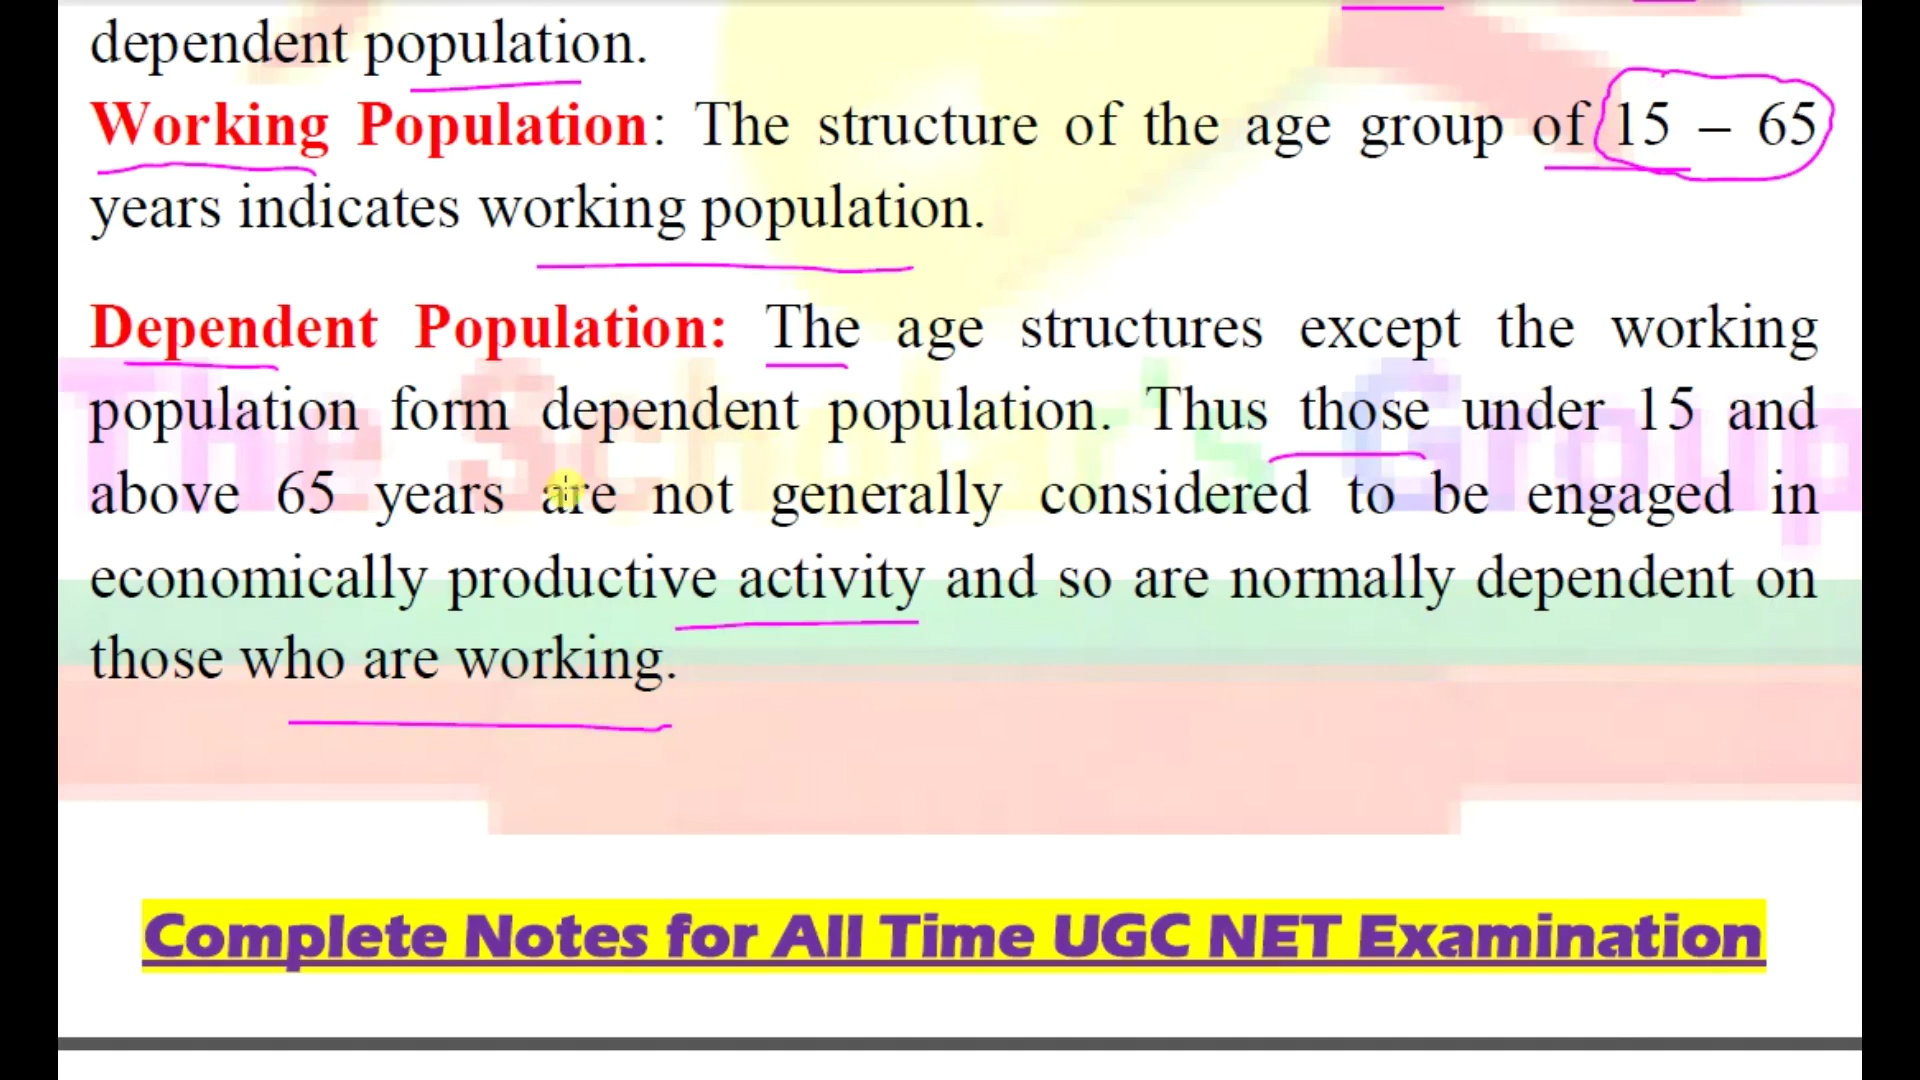 dependent population.
Working Population: The structure of the age group of 15 – 65
years indicates working population.
Dependent Population: The age structures except the working
population form dependent population. Thus those under 15 and
above 65 years are not generally considered to be engaged in
economically productive activity and so are normally dependent on
those who are working.
The Scholar's Group
Complete Notes for All Time UGC NET Examination